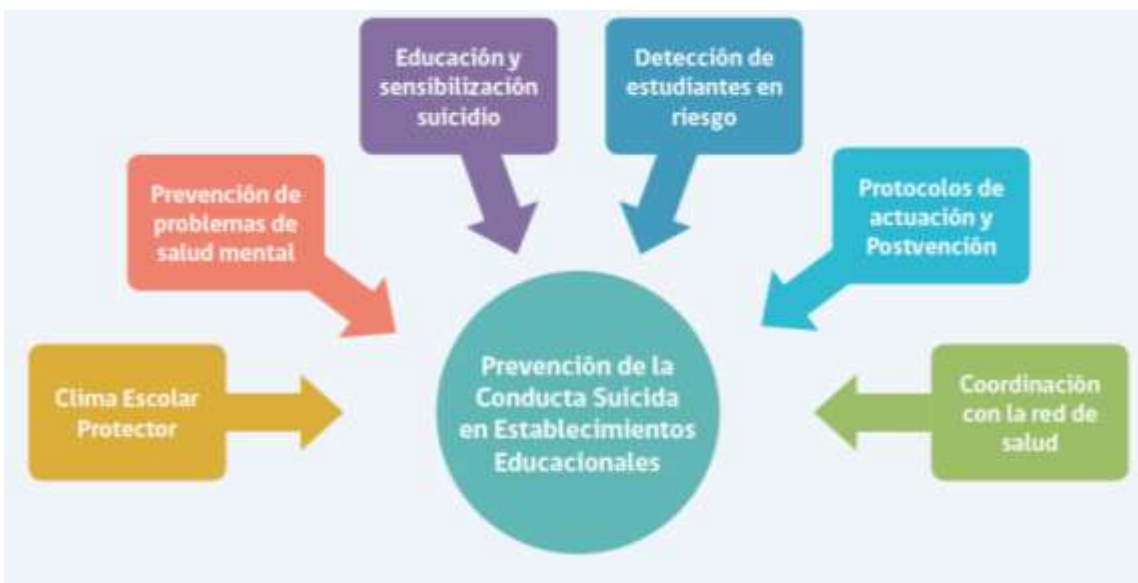 Educación y
sensibilización
suicidio
Detección de
estudiantes en
riesgo
Prevención de
problemas de
salud mental
Protocolos de
actuación y
Postvención
Clima Escolar
Protector
Prevención de la
Conducta Suicida
en Establecimientos
Educacionales
Coordinación
con la red de
salud